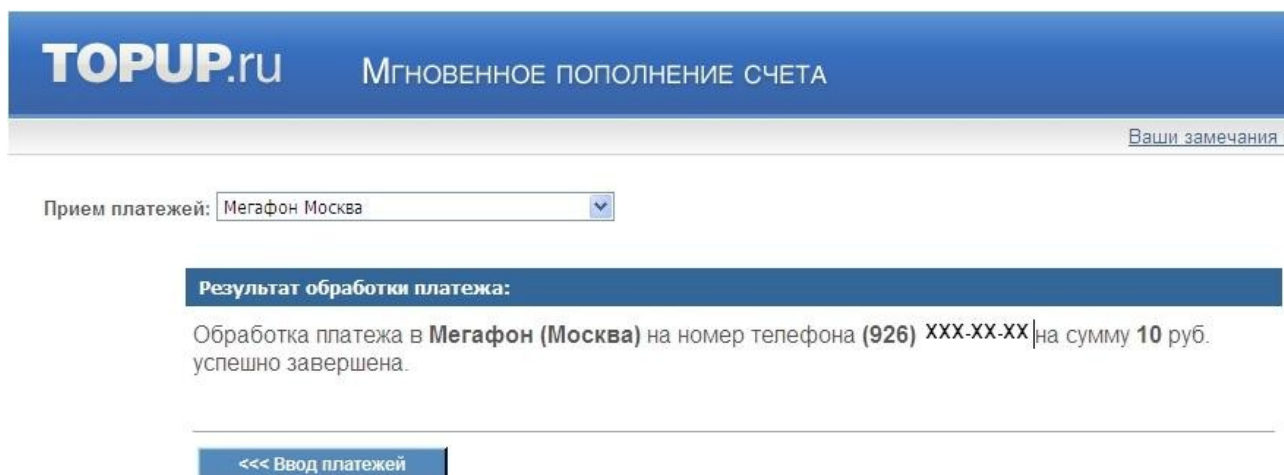 TOPUP.ru Мгновенное пополнение счета
Ваши замечания
Прием платежей: Мегафон Москва
Результат обработки платежа:
Обработка платежа в Мегафон (Москва) на номер телефона (926) XXX-XX-XX на сумму 10 руб.
успешно завершена.
<<< Ввод платежей